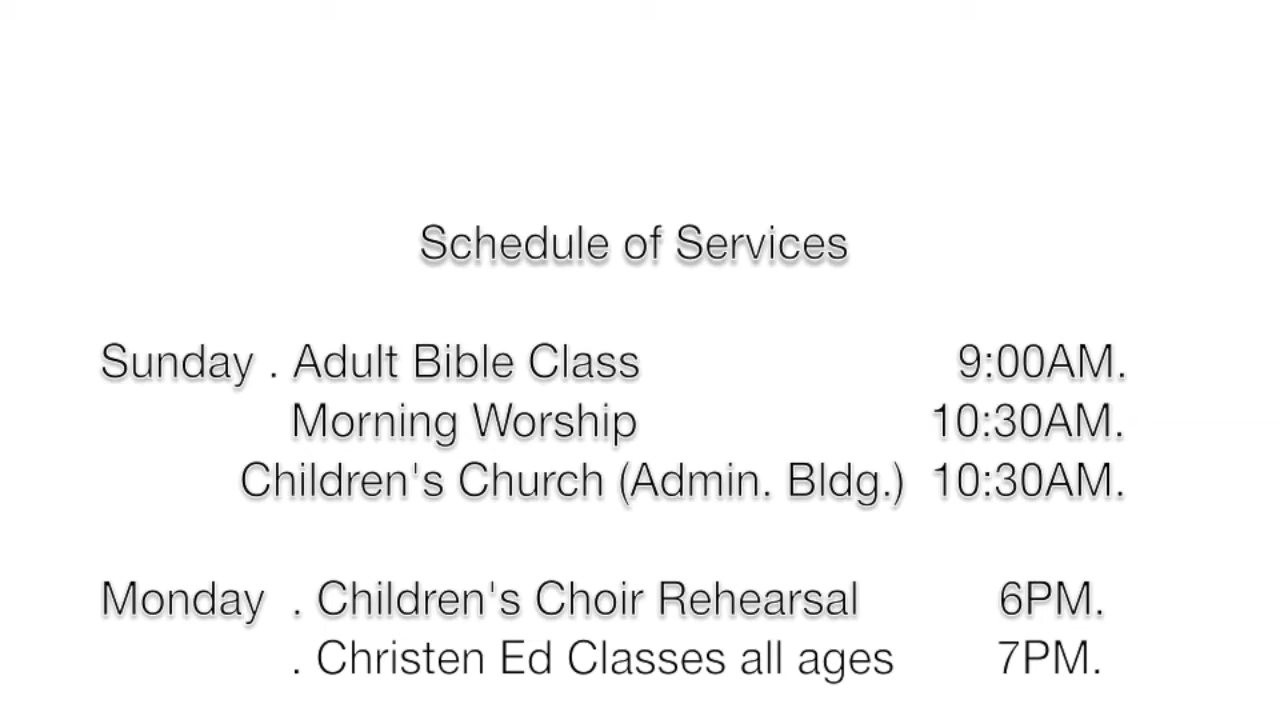 Schedule of Services
Sunday . Adult Bible Class 9:00AM.
Morning Worship 10:30AM.
Children's Church (Admin. Bldg.) 10:30AM.
Monday . Children's Choir Rehearsal 6PM.
. Christen Ed Classes all ages 7PM.